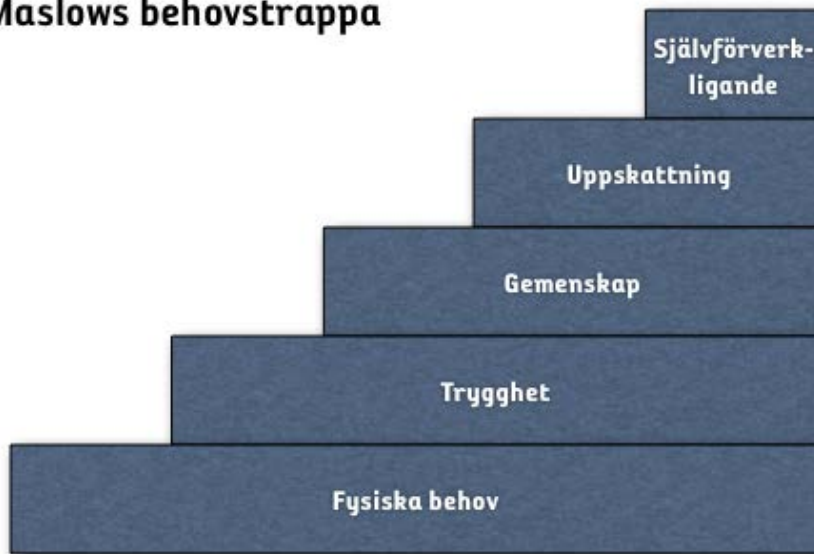 Maslows behovstrappa
Självförverk-
ligande
Uppskattning
Gemenskap
Trygghet
Fysiska behov